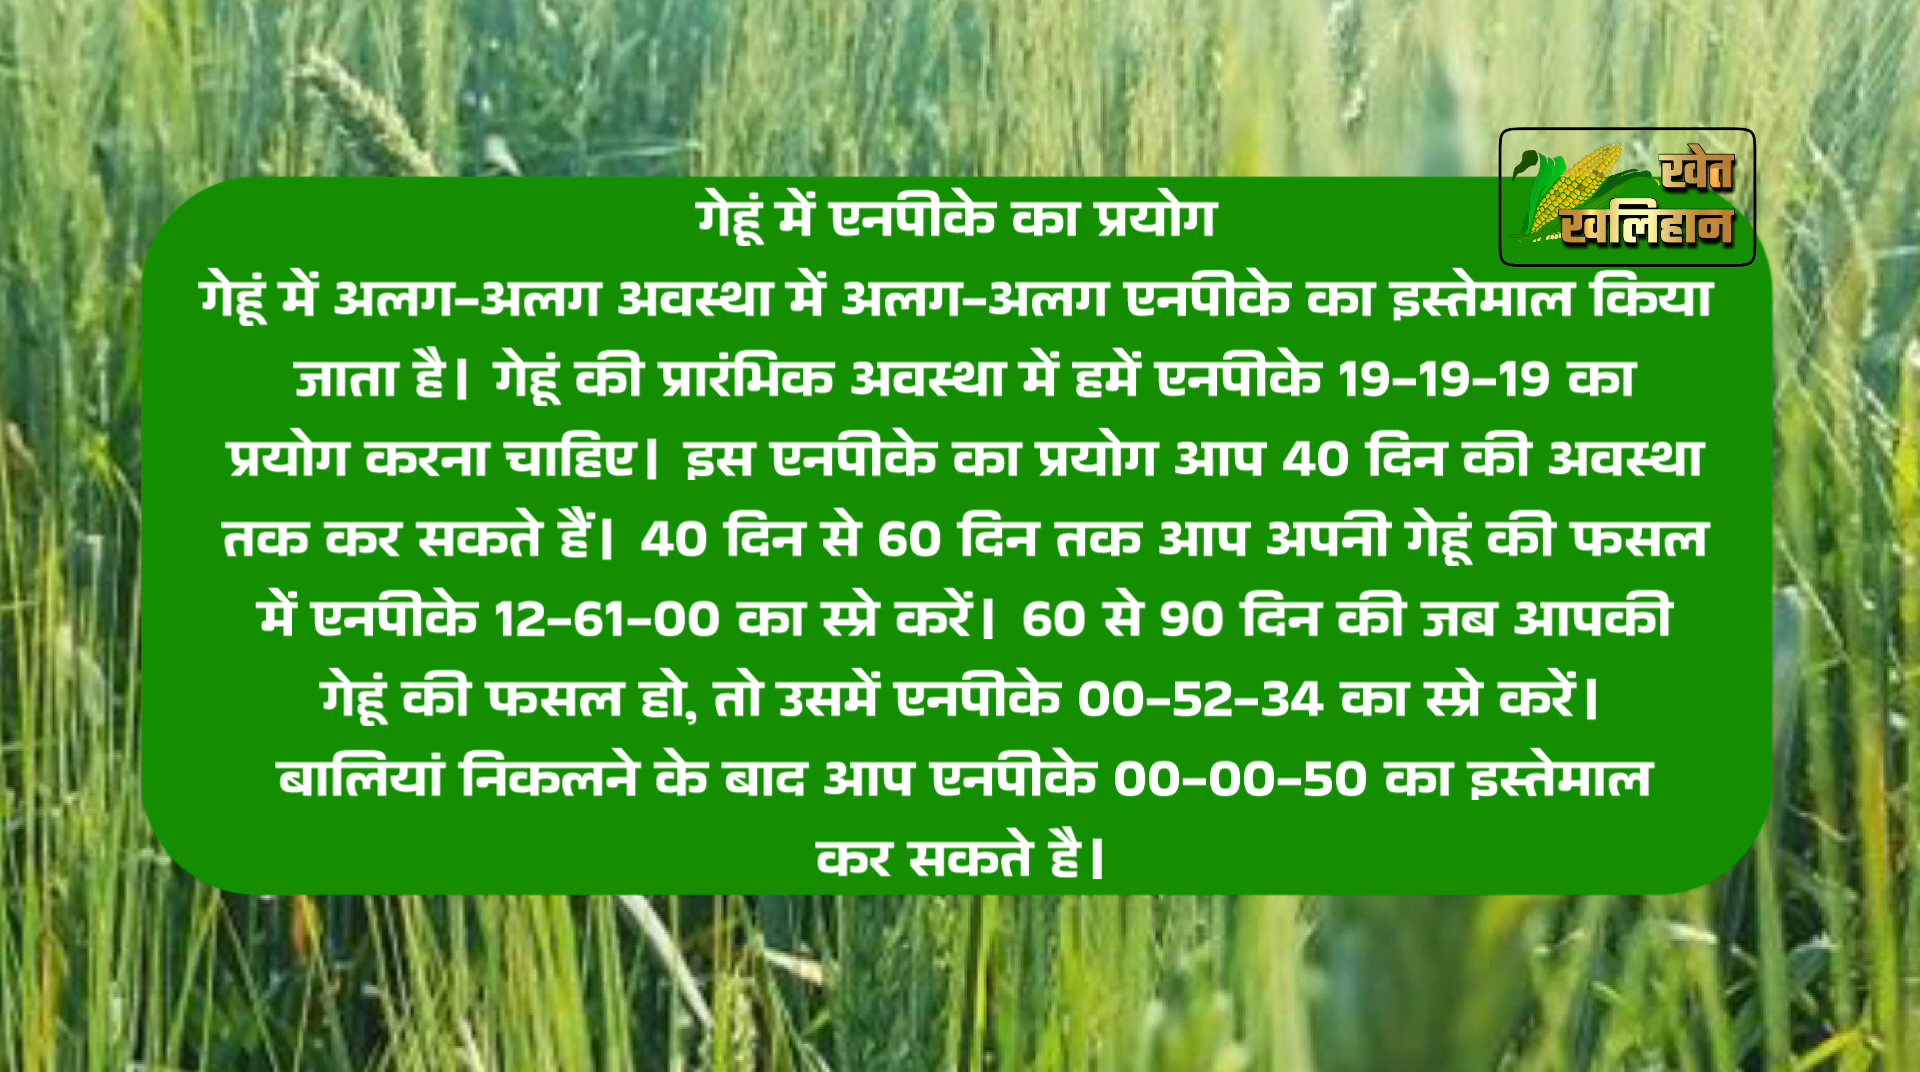 खेत
खलिहान
गेहूं में एनपीके का प्रयोग
गेहूं में अलग-अलग अवस्था में अलग-अलग एनपीके का इस्तेमाल किया
जाता है। गेहूं की प्रारंभिक अवस्था में हमें एनपीके 19-19-19 का
प्रयोग करना चाहिए। इस एनपीके का प्रयोग आप 40 दिन की अवस्था
तक कर सकते हैं। 40 दिन से 60 दिन तक आप अपनी गेहूं की फसल
में एनपीके 12-61-00 का स्प्रे करें। 60 से 90 दिन की जब आपकी
गेहूं की फसल हो, तो उसमें एनपीके 00-52-34 का स्प्रे करें।
बालियां निकलने के बाद आप एनपीके 00-00-50 का इस्तेमाल
कर सकते है।